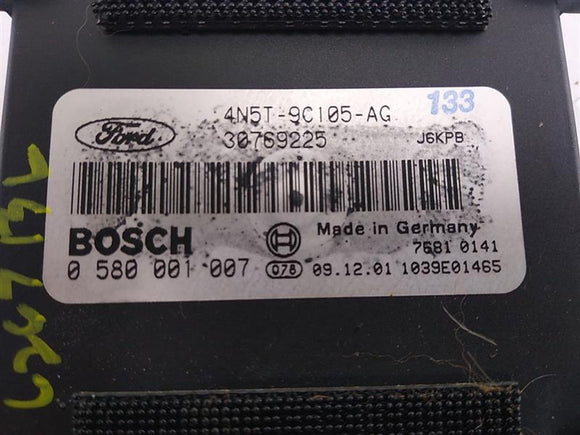 133
Ford
4N5T-9C105-AG
30769225
J6KPB
BOSCH
Made in Germany
7681 0141
0 580 001 007
078
09.12.01 1039E01465